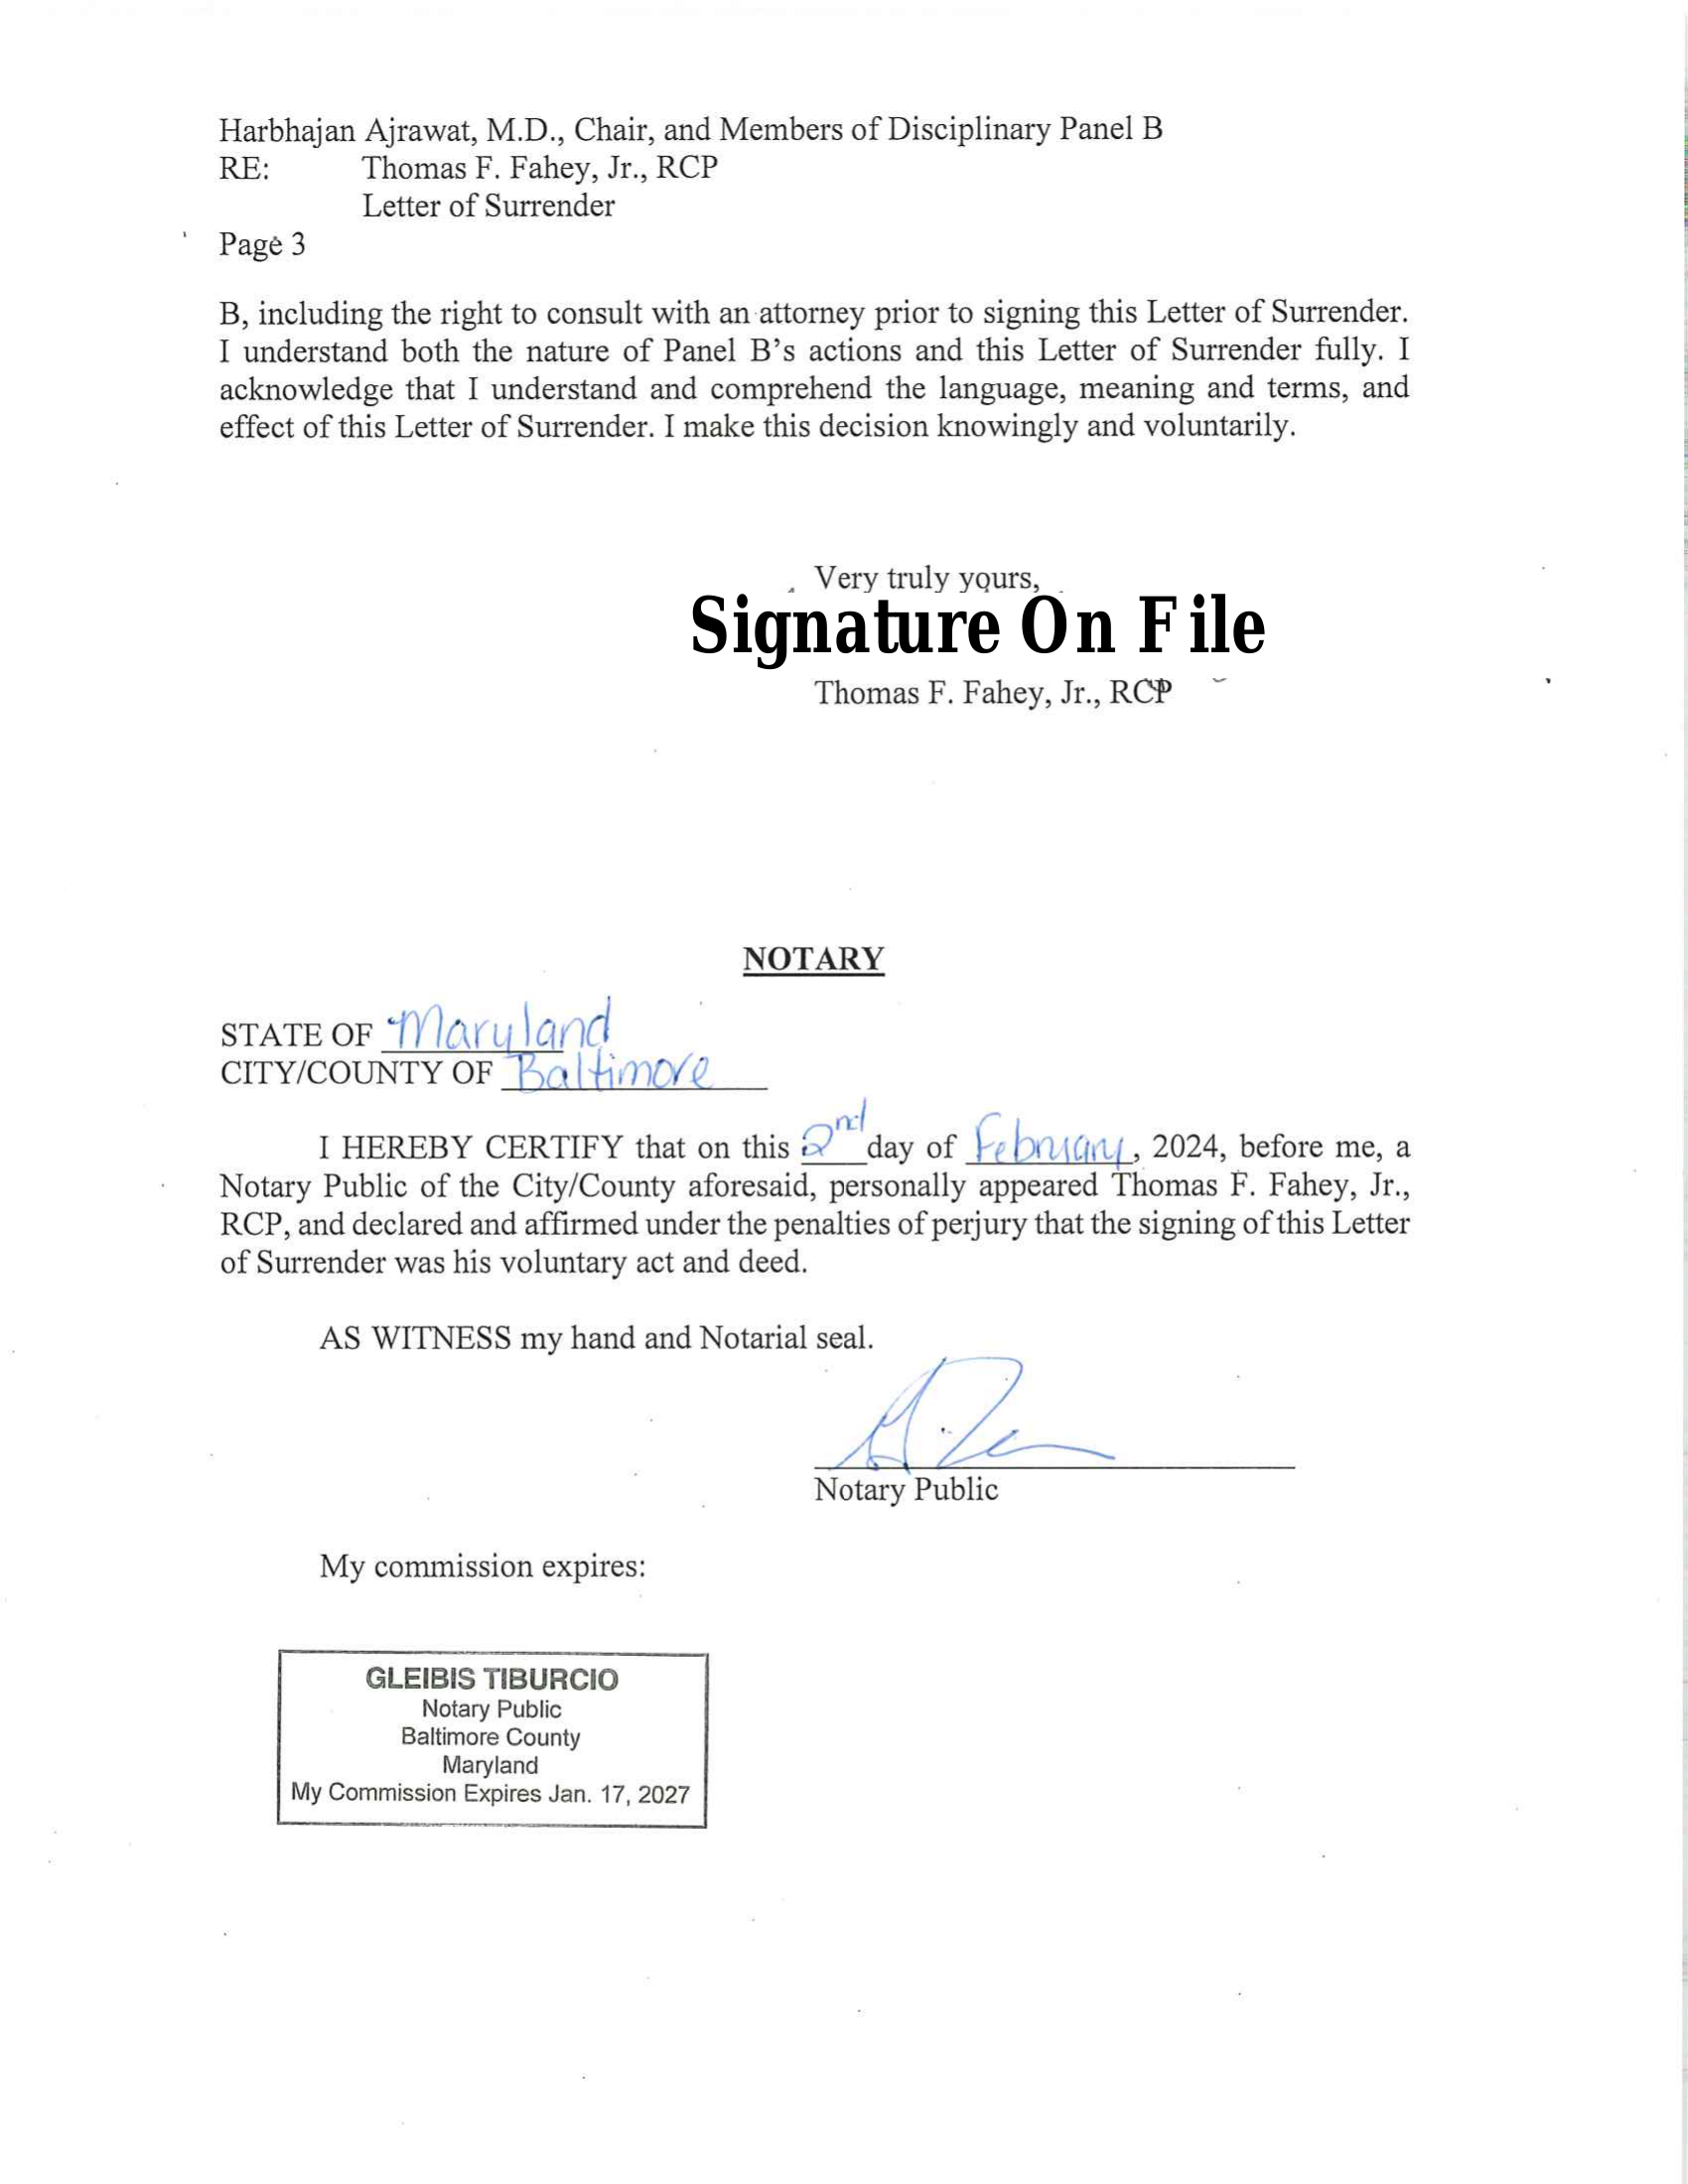 Harbhajan Ajrawat, M.D., Chair, and Members of Disciplinary Panel B
RE: Thomas F. Fahey, Jr., RCP
Letter of Surrender
Page 3
B, including the right to consult with an attorney prior to signing this Letter of Surrender.
I understand both the nature of Panel B's actions and this Letter of Surrender fully. I
acknowledge that I understand and comprehend the language, meaning and terms, and
effect of this Letter of Surrender. I make this decision knowingly and voluntarily.
Very truly yours,
Signature On File
Thomas F. Fahey, Jr., RCP
NOTARY
STATE OF Maryland
CITY/COUNTY OF Baltimore
I HEREBY CERTIFY that on this 2nd day of February, 2024, before me, a
Notary Public of the City/County aforesaid, personally appeared Thomas F. Fahey, Jr.,
RCP, and declared and affirmed under the penalties of perjury that the signing of this Letter
of Surrender was his voluntary act and deed.
AS WITNESS my hand and Notarial seal.
Notary Public
My commission expires:
GLEIBIS TIBURCIO
Notary Public
Baltimore County
Maryland
My Commission Expires Jan. 17, 2027